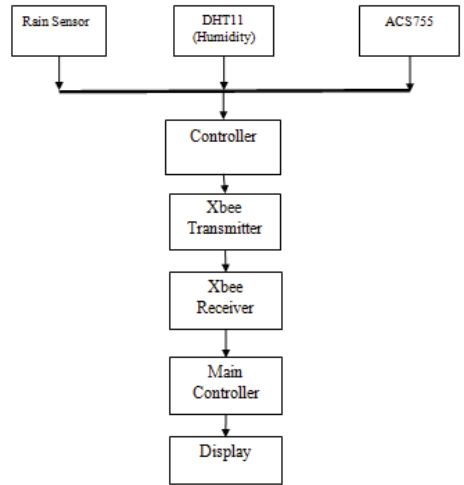 Rain Sensor
DHT11
(Humidity)
ACS755
Controller
Xbee
Transmitter
Xbee
Receiver
Main
Controller
Display